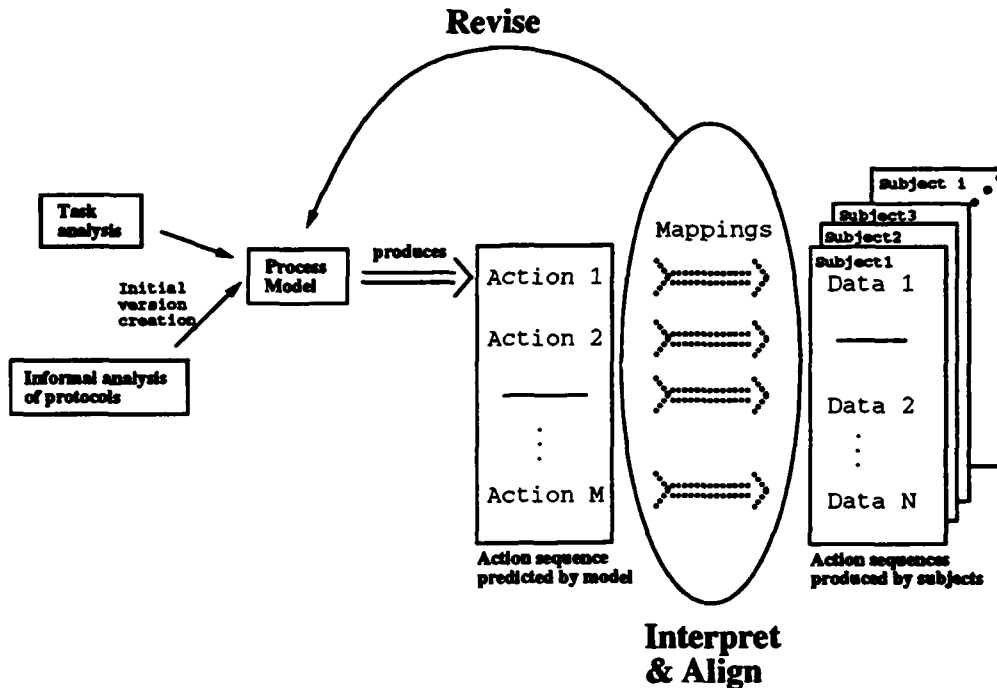 Revise
Task
analysis
Initial
version
creation
Informal analysis
of protocols
Process
Model
produces
Action 1
Action 2
Action M
Action sequence
predicted by model
Mappings
Interpret
& Align
Subject i
Subject3
Subject2
Subject1
Data 1
Data 2
Data N
Action sequences
produced by subjects